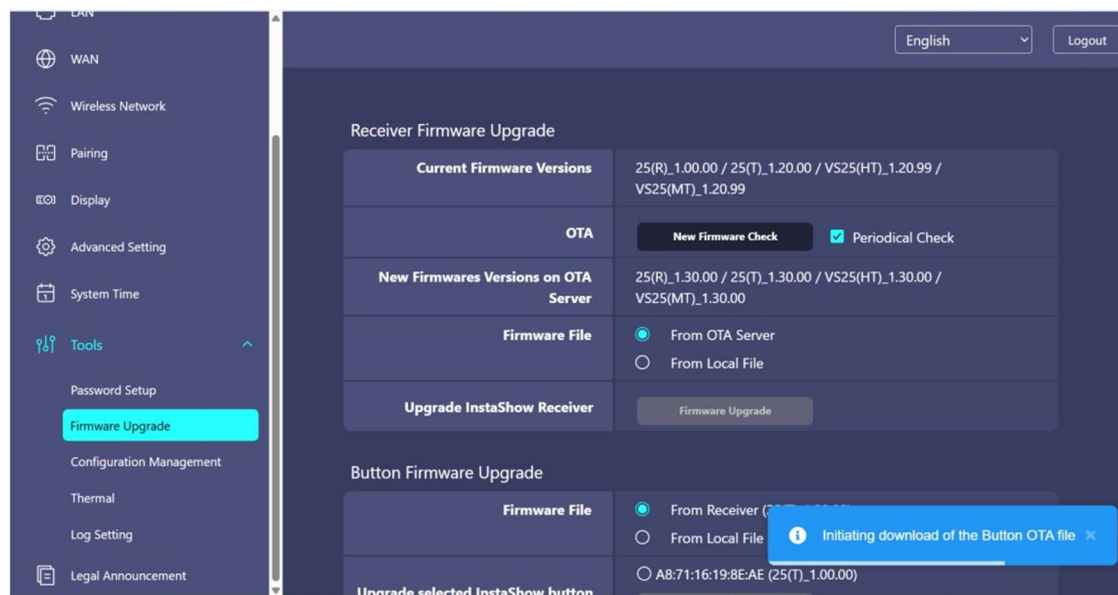 LAN
WAN
Wireless Network
Pairing
Display
Advanced Setting
System Time
Tools
Password Setup
Firmware Upgrade
Configuration Management
Thermal
Log Setting
Legal Announcement
English
Logout
Receiver Firmware Upgrade
Current Firmware Versions
25(R)_1.00.00 / 25(T)_1.20.00 / VS25(HT)_1.20.99 /
VS25(MT)_1.20.99
OTA
New Firmware Check
Periodical Check
New Firmwares Versions on OTA
Server
25(R)_1.30.00 / 25(T)_1.30.00 / VS25(HT)_1.30.00 /
VS25(MT)_1.30.00
Firmware File
From OTA Server
From Local File
Upgrade InstaShow Receiver
Firmware Upgrade
Button Firmware Upgrade
Firmware File
From Receiver
From Local File
Initiating download of the Button OTA file
Upgrade selected InstaShow button
A8:71:16:19:8E:AE (25(T)_1.00.00)